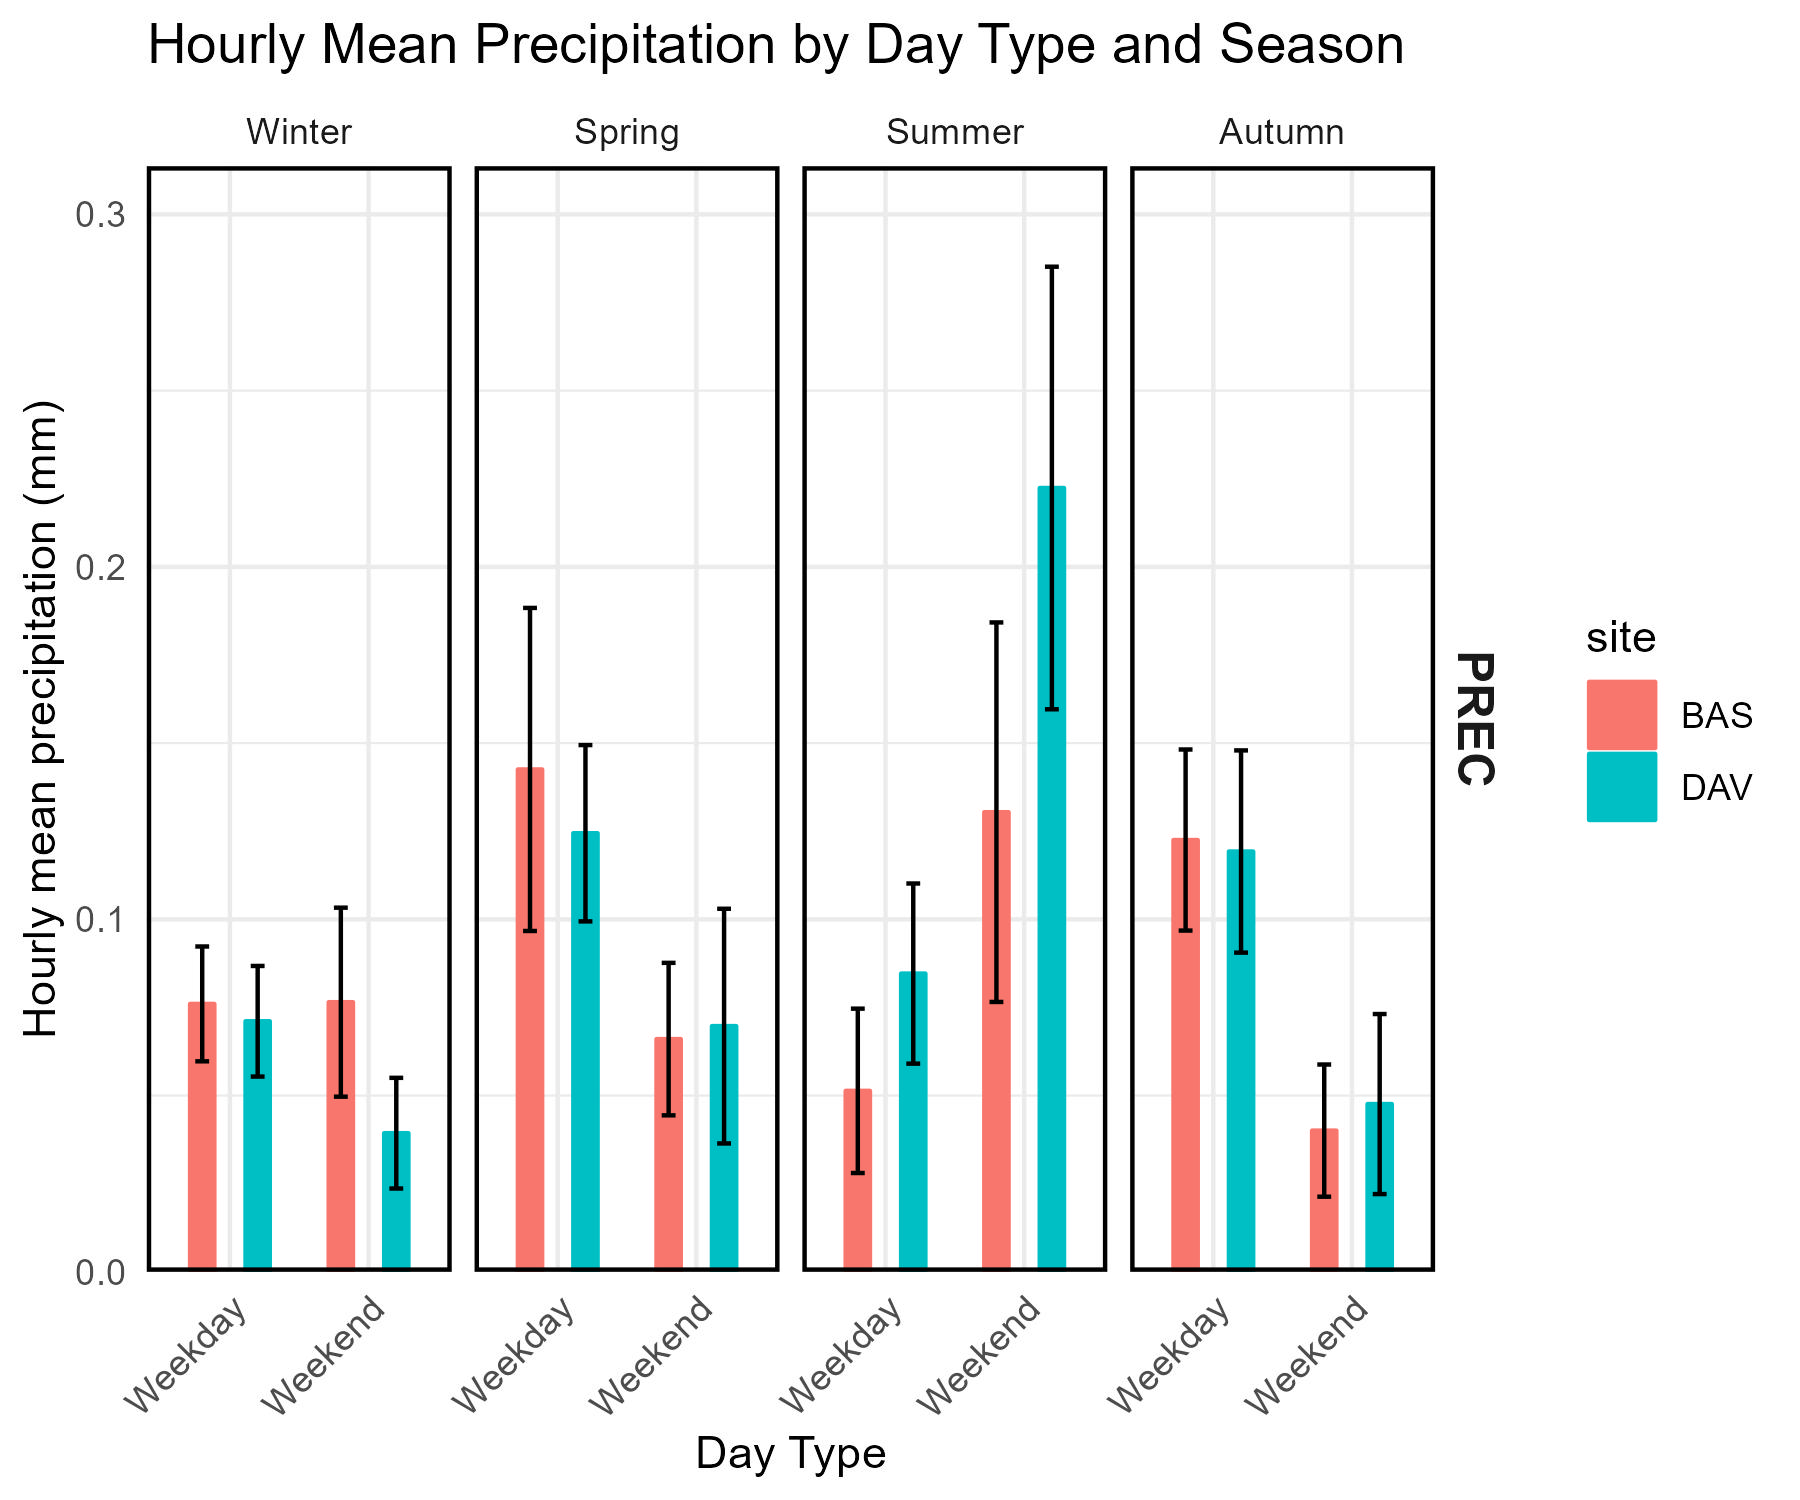 Hourly Mean Precipitation by Day Type and Season
Winter
Spring
Summer
Autumn
0.3
0.2
0.1
0.0
Hourly mean precipitation (mm)
PREC
site
BAS
DAV
Weekday
Weekend
Weekday
Weekend
Weekday
Weekend
Weekday
Weekend
Day Type